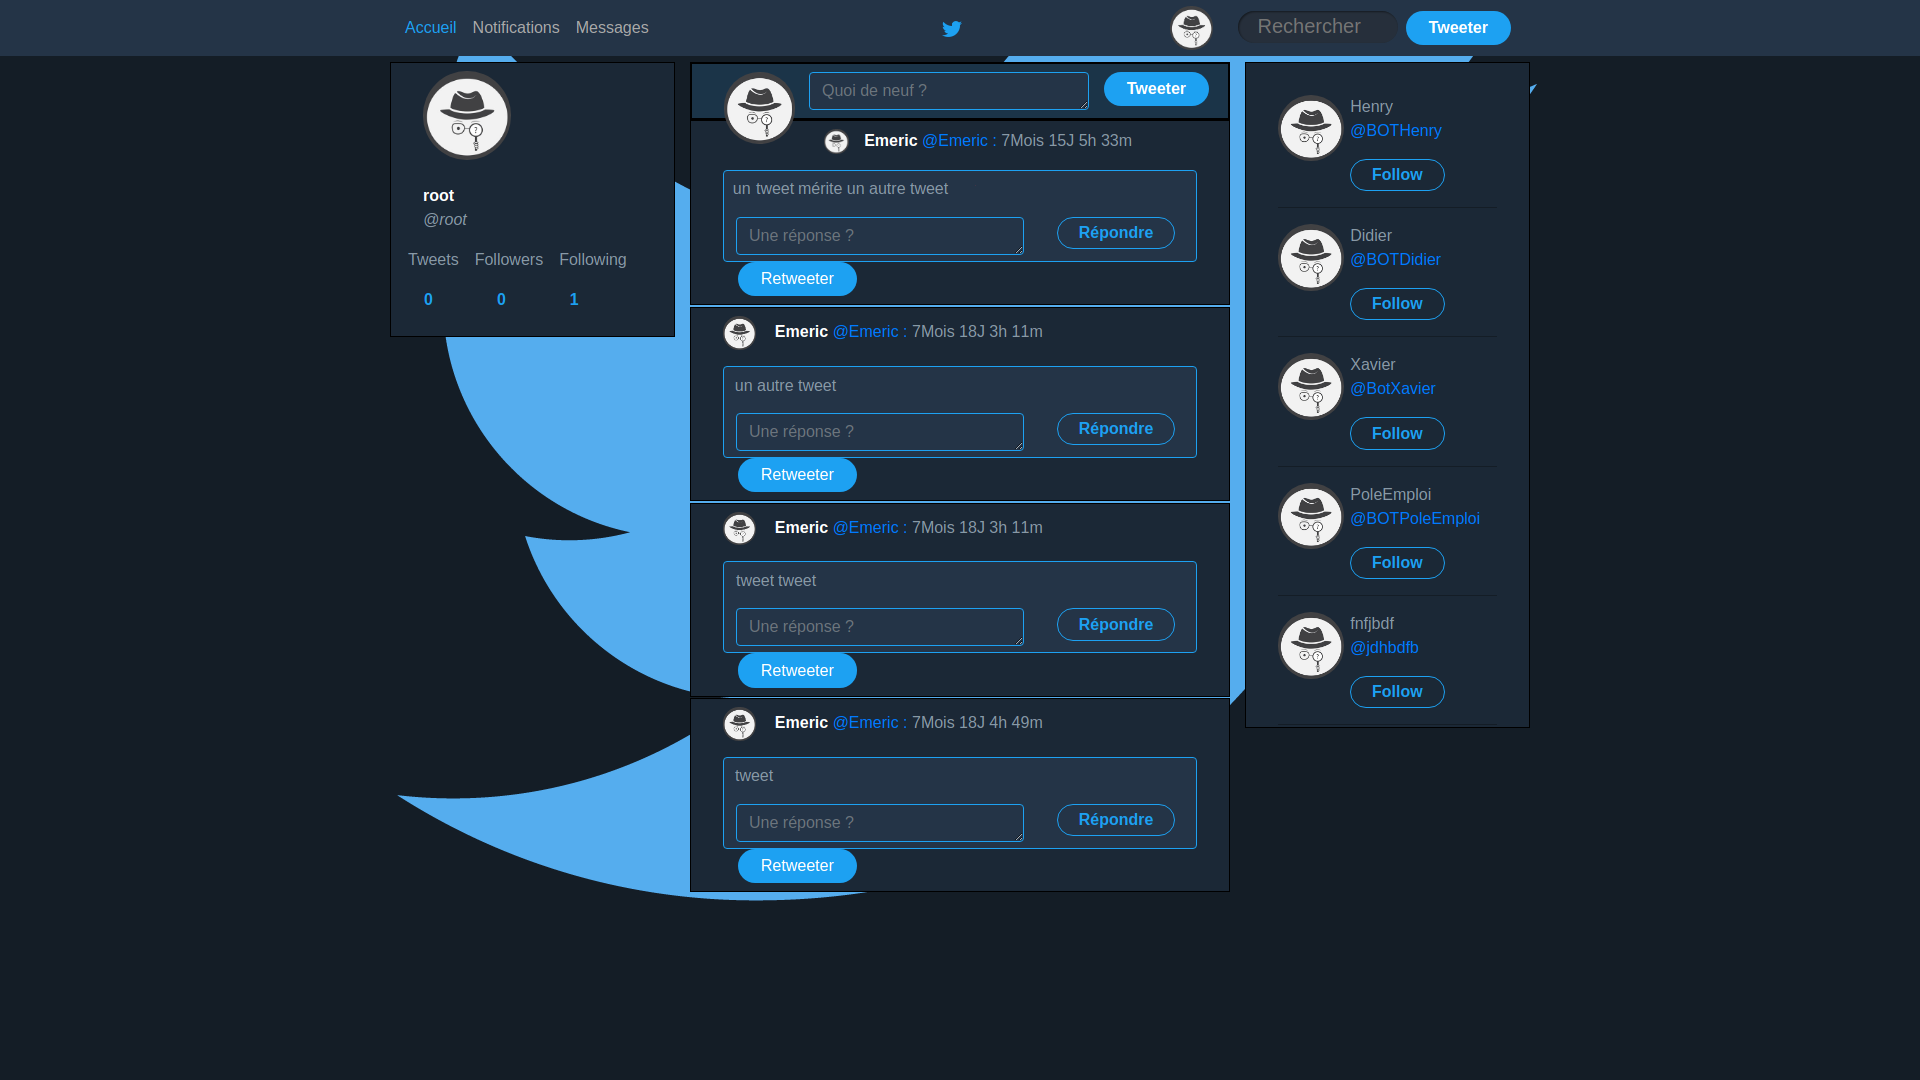 Accueil Notifications Messages Rechercher Tweeter
root
@root
Tweets Followers Following
0 0 1
Quoi de neuf ? Tweeter
Emeric @Emeric : 7Mois 15J 5h 33m
un tweet mérite un autre tweet
Une réponse ? Répondre
Retweeter
Emeric @Emeric : 7Mois 18J 3h 11m
un autre tweet
Une réponse ? Répondre
Retweeter
Emeric @Emeric : 7Mois 18J 3h 11m
tweet tweet
Une réponse ? Répondre
Retweeter
Emeric @Emeric : 7Mois 18J 4h 49m
tweet
Une réponse ? Répondre
Retweeter
Henry
@BOTHenry
Follow
Didier
@BOTDidier
Follow
Xavier
@BotXavier
Follow
PoleEmploi
@BOTPoleEmploi
Follow
fnfjbdf
@jdhbdfb
Follow